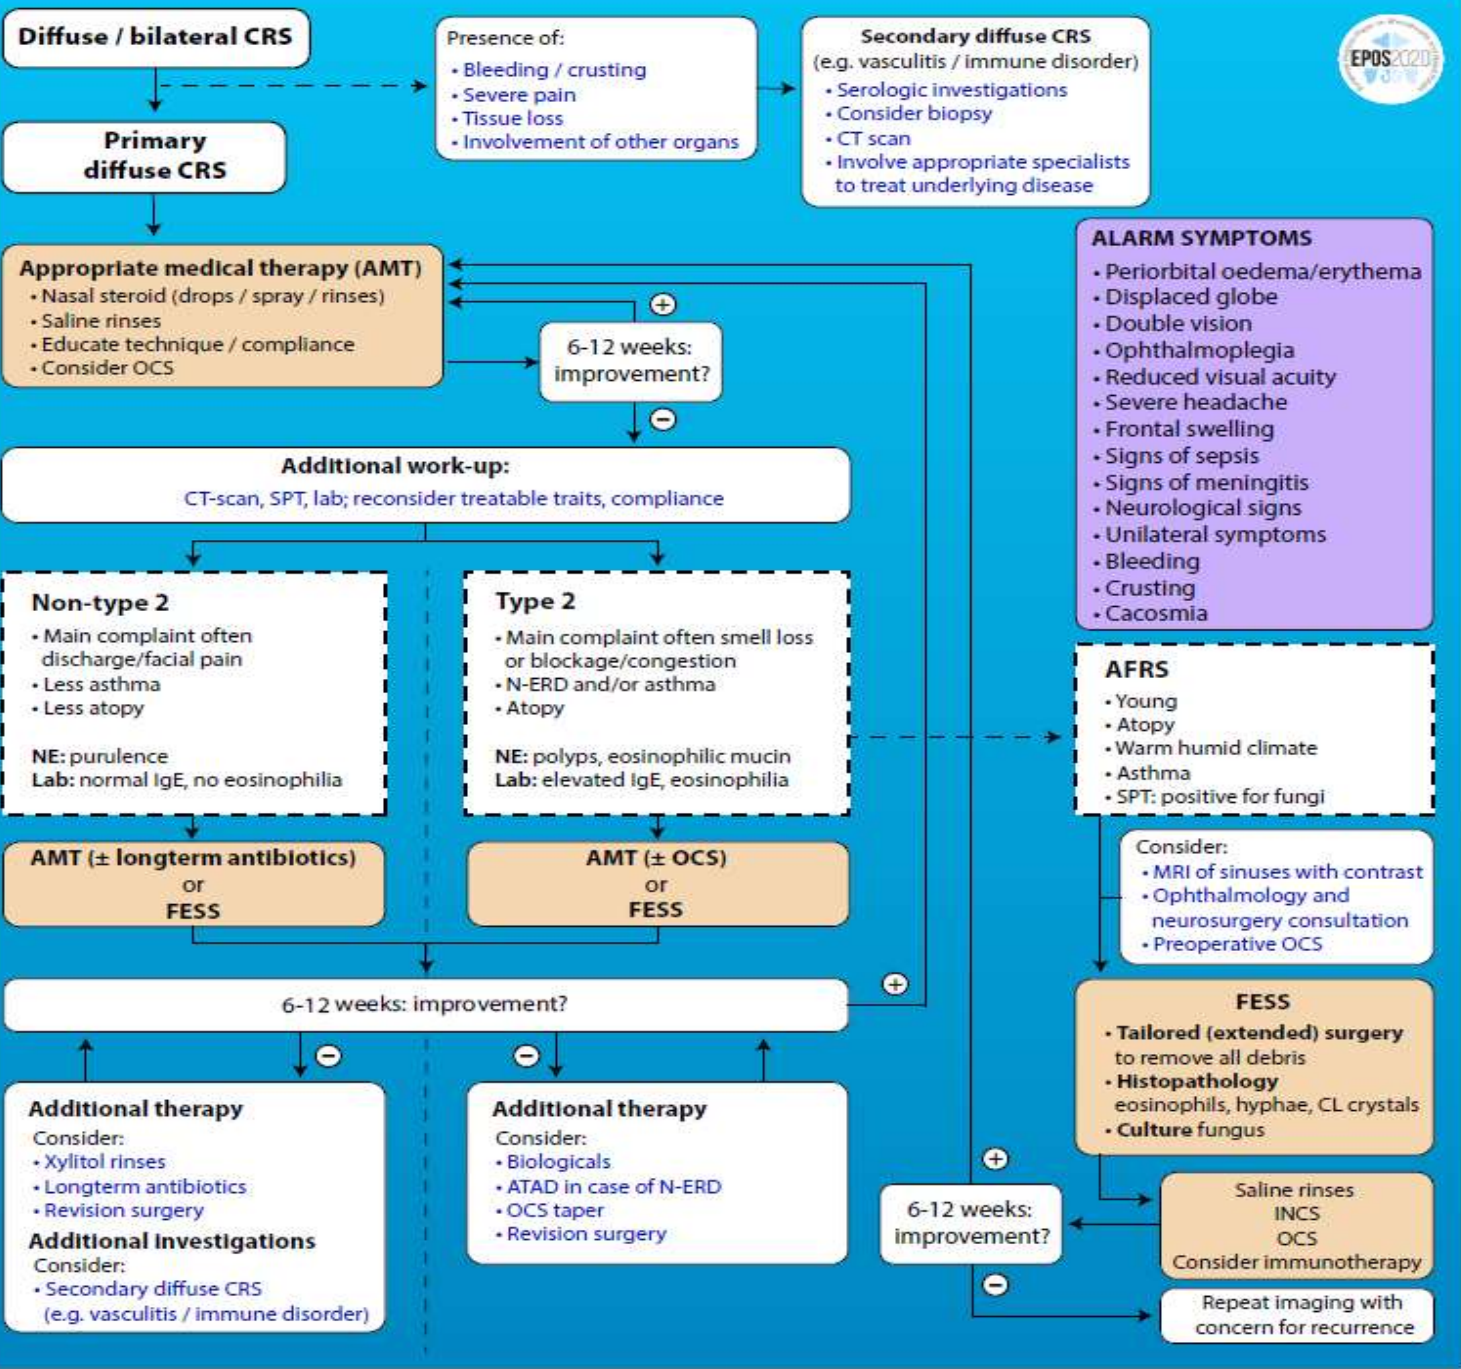 Diffuse / bilateral CRS
Presence of:
• Bleeding / crusting
• Severe pain
• Tissue loss
• Involvement of other organs
Secondary diffuse CRS
(e.g. vasculitis / immune disorder)
• Serologic investigations
• Consider biopsy
• CT scan
• Involve appropriate specialists
to treat underlying disease
EPOS2020
Primary
diffuse CRS
Appropriate medical therapy (AMT)
• Nasal steroid (drops / spray / rinses)
• Saline rinses
• Educate technique / compliance
• Consider OCS
+
6-12 weeks:
improvement?
−
Additional work-up:
CT-scan, SPT, lab; reconsider treatable traits, compliance
ALARM SYMPTOMS
• Periorbital oedema/erythema
• Displaced globe
• Double vision
• Ophthalmoplegia
• Reduced visual acuity
• Severe headache
• Frontal swelling
• Signs of sepsis
• Signs of meningitis
• Neurological signs
• Unilateral symptoms
• Bleeding
• Crusting
• Cacosmia
Non-type 2
• Main complaint often
discharge/facial pain
• Less asthma
• Less atopy
NE: purulence
Lab: normal IgE, no eosinophilia
Type 2
• Main complaint often smell loss
or blockage/congestion
• N-ERD and/or asthma
• Atopy
NE: polyps, eosinophilic mucin
Lab: elevated IgE, eosinophilia
AFRS
• Young
• Atopy
• Warm humid climate
• Asthma
• SPT: positive for fungi
AMT (± longterm antibiotics)
or
FESS
AMT (± OCS)
or
FESS
Consider:
• MRI of sinuses with contrast
• Ophthalmology and
neurosurgery consultation
• Preoperative OCS
6-12 weeks: improvement?
+
−
−
FESS
• Tailored (extended) surgery
to remove all debris
• Histopathology
eosinophils, hyphae, CL crystals
• Culture fungus
Additional therapy
Consider:
• Xylitol rinses
• Longterm antibiotics
• Revision surgery
Additional investigations
Consider:
• Secondary diffuse CRS
(e.g. vasculitis / immune disorder)
Additional therapy
Consider:
• Biologicals
• ATAD in case of N-ERD
• OCS taper
• Revision surgery
+
6-12 weeks:
improvement?
−
Saline rinses
INCS
OCS
Consider immunotherapy
Repeat imaging with
concern for recurrence